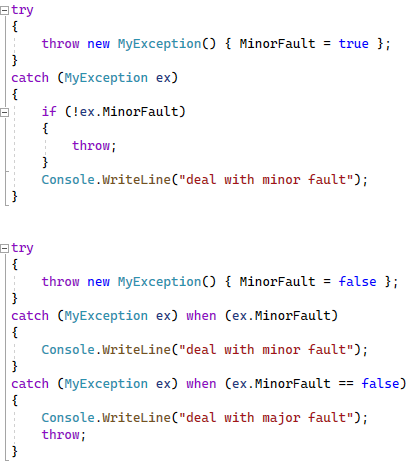 try
{
    throw new MyException() { MinorFault = true };
}
catch (MyException ex)
{
    if (!ex.MinorFault)
    {
        throw;
    }
    Console.WriteLine("deal with minor fault");
}
try
{
    throw new MyException() { MinorFault = false };
}
catch (MyException ex) when (ex.MinorFault)
{
    Console.WriteLine("deal with minor fault");
}
catch (MyException ex) when (ex.MinorFault == false)
{
    Console.WriteLine("deal with major fault");
    throw;
}